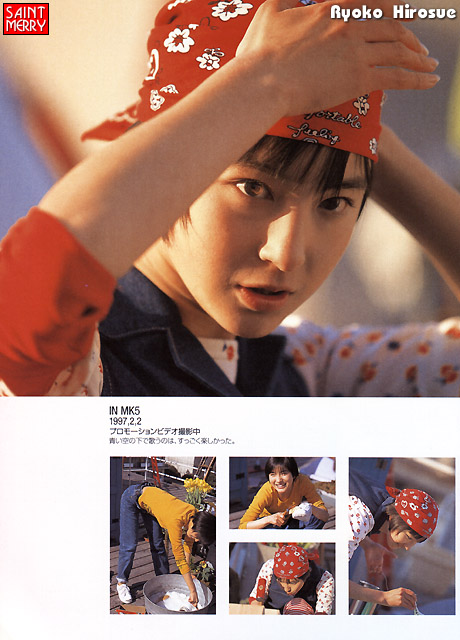 SAINT
MERRY
Ryoko Hirosue
feeling
IN MK5
1997,2,2
プロモーションビデオ撮影中
青い空の下で歌うのは、すっごく楽しかった。